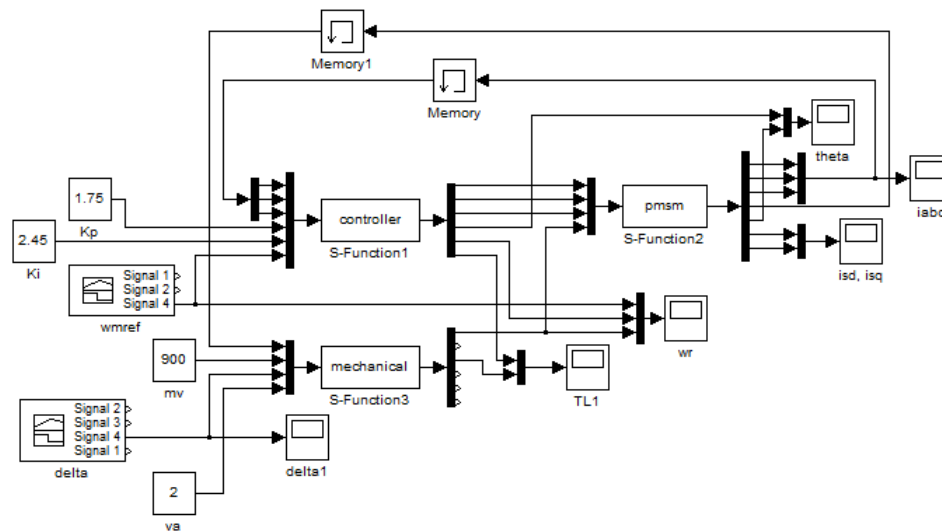 Memory1
Memory
theta
iabc
1.75
Kp
controller
S-Function1
pmsm
S-Function2
2.45
Ki
isd, isq
Signal 1
Signal 2
Signal 4
wmref
wr
900
mv
mechanical
S-Function3
TL1
Signal 2
Signal 3
Signal 4
Signal 1
delta
delta1
2
va